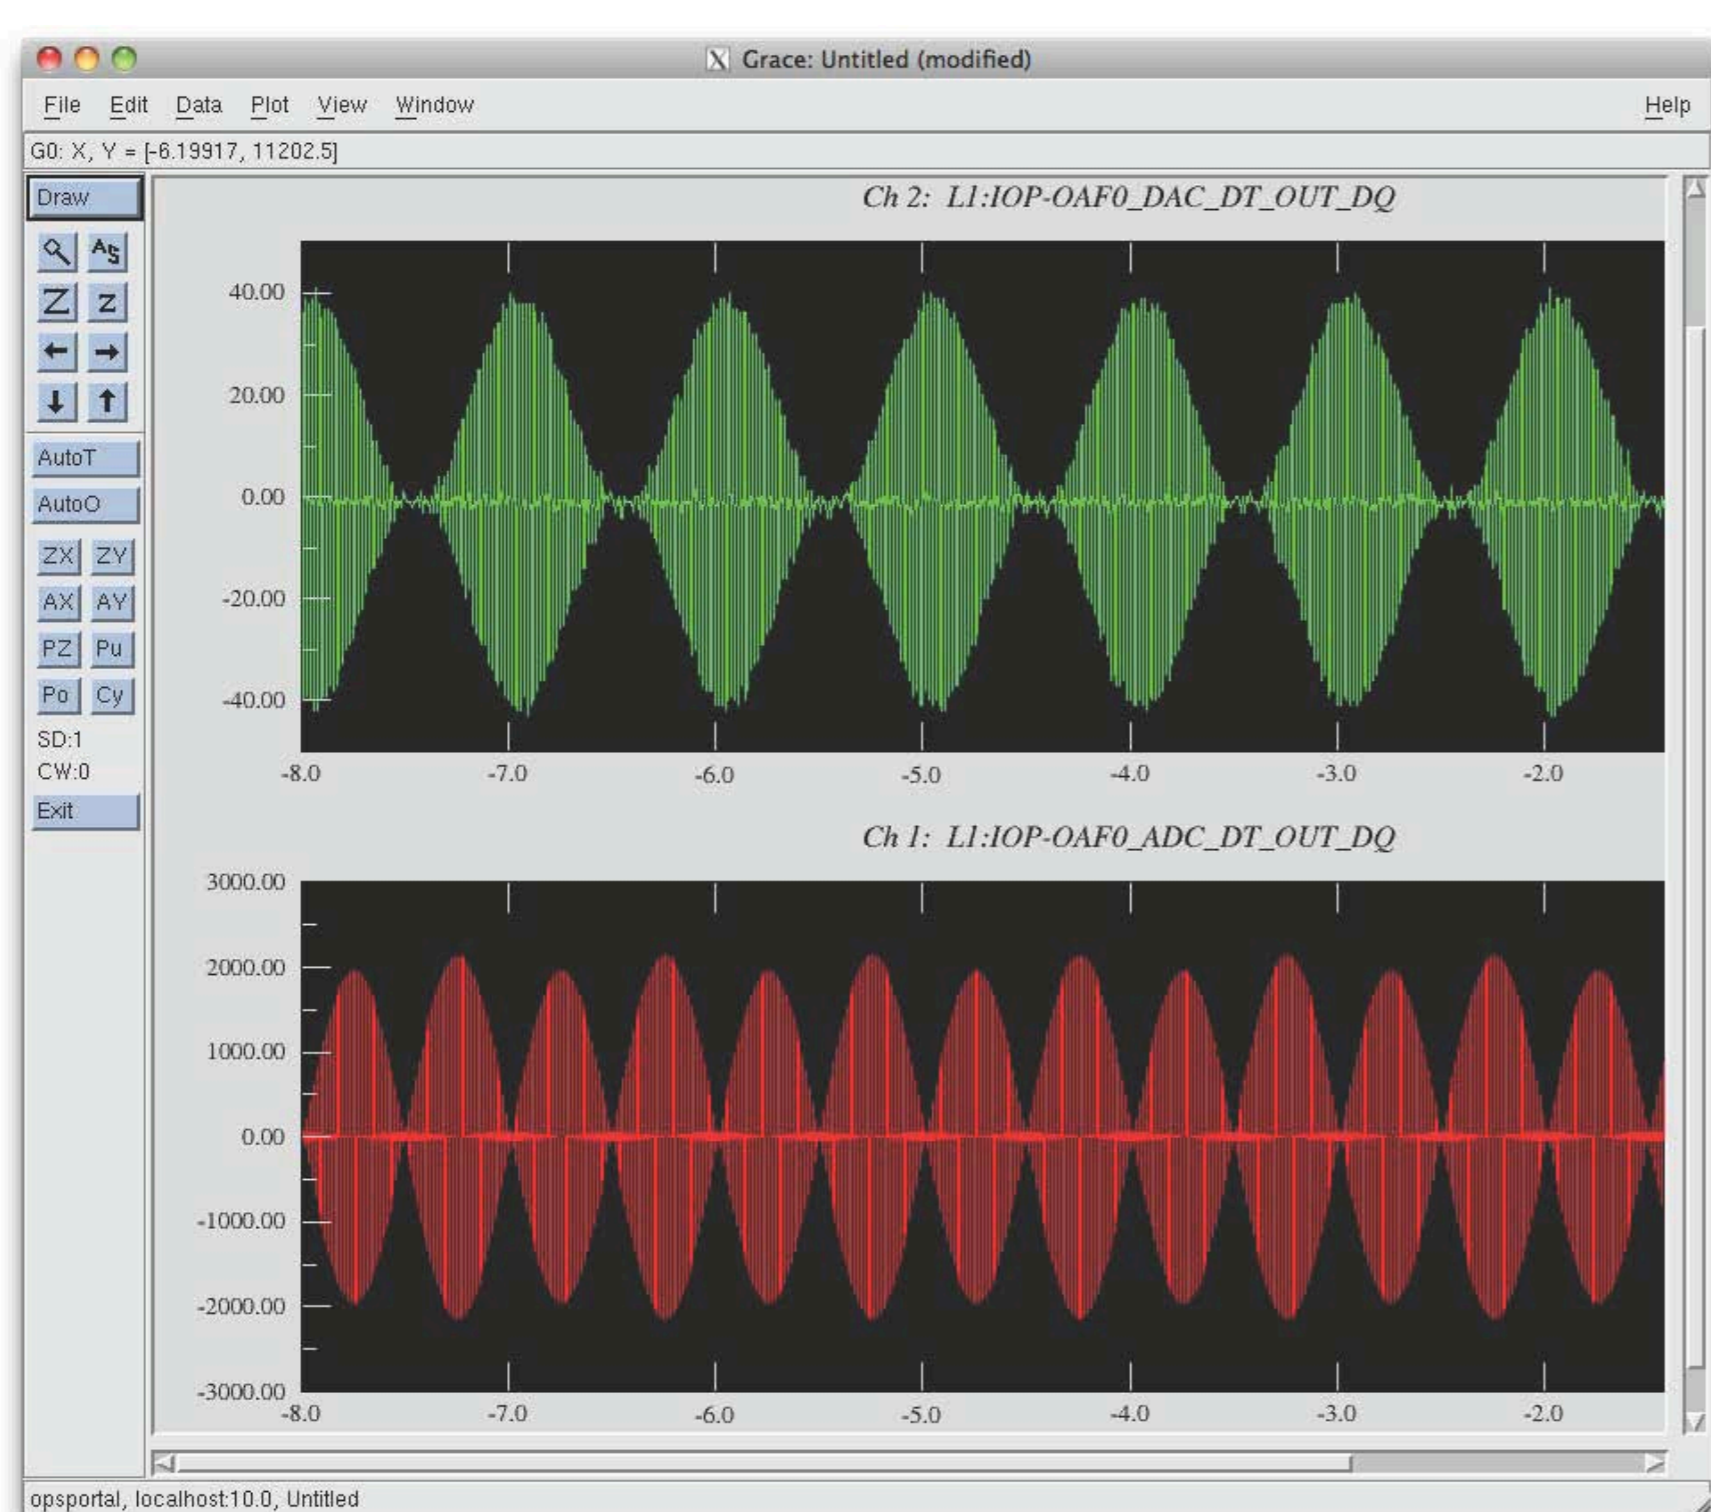 X Grace: Untitled (modified)
File Edit Data Plot View Window Help
G0: X, Y = [-6.19917, 11202.5]
Draw
A S
Z z
AutoT
AutoO
ZX ZY
AX AY
PZ Pu
Po Cy
SD:1
CW:0
Exit
Ch 2: L1:IOP-OAF0_DAC_DT_OUT_DQ
40.00
20.00
0.00
-20.00
-40.00
-8.0 -7.0 -6.0 -5.0 -4.0 -3.0 -2.0
Ch 1: L1:IOP-OAF0_ADC_DT_OUT_DQ
3000.00
2000.00
1000.00
0.00
-1000.00
-2000.00
-3000.00
-8.0 -7.0 -6.0 -5.0 -4.0 -3.0 -2.0
opsportal, localhost:10.0, Untitled